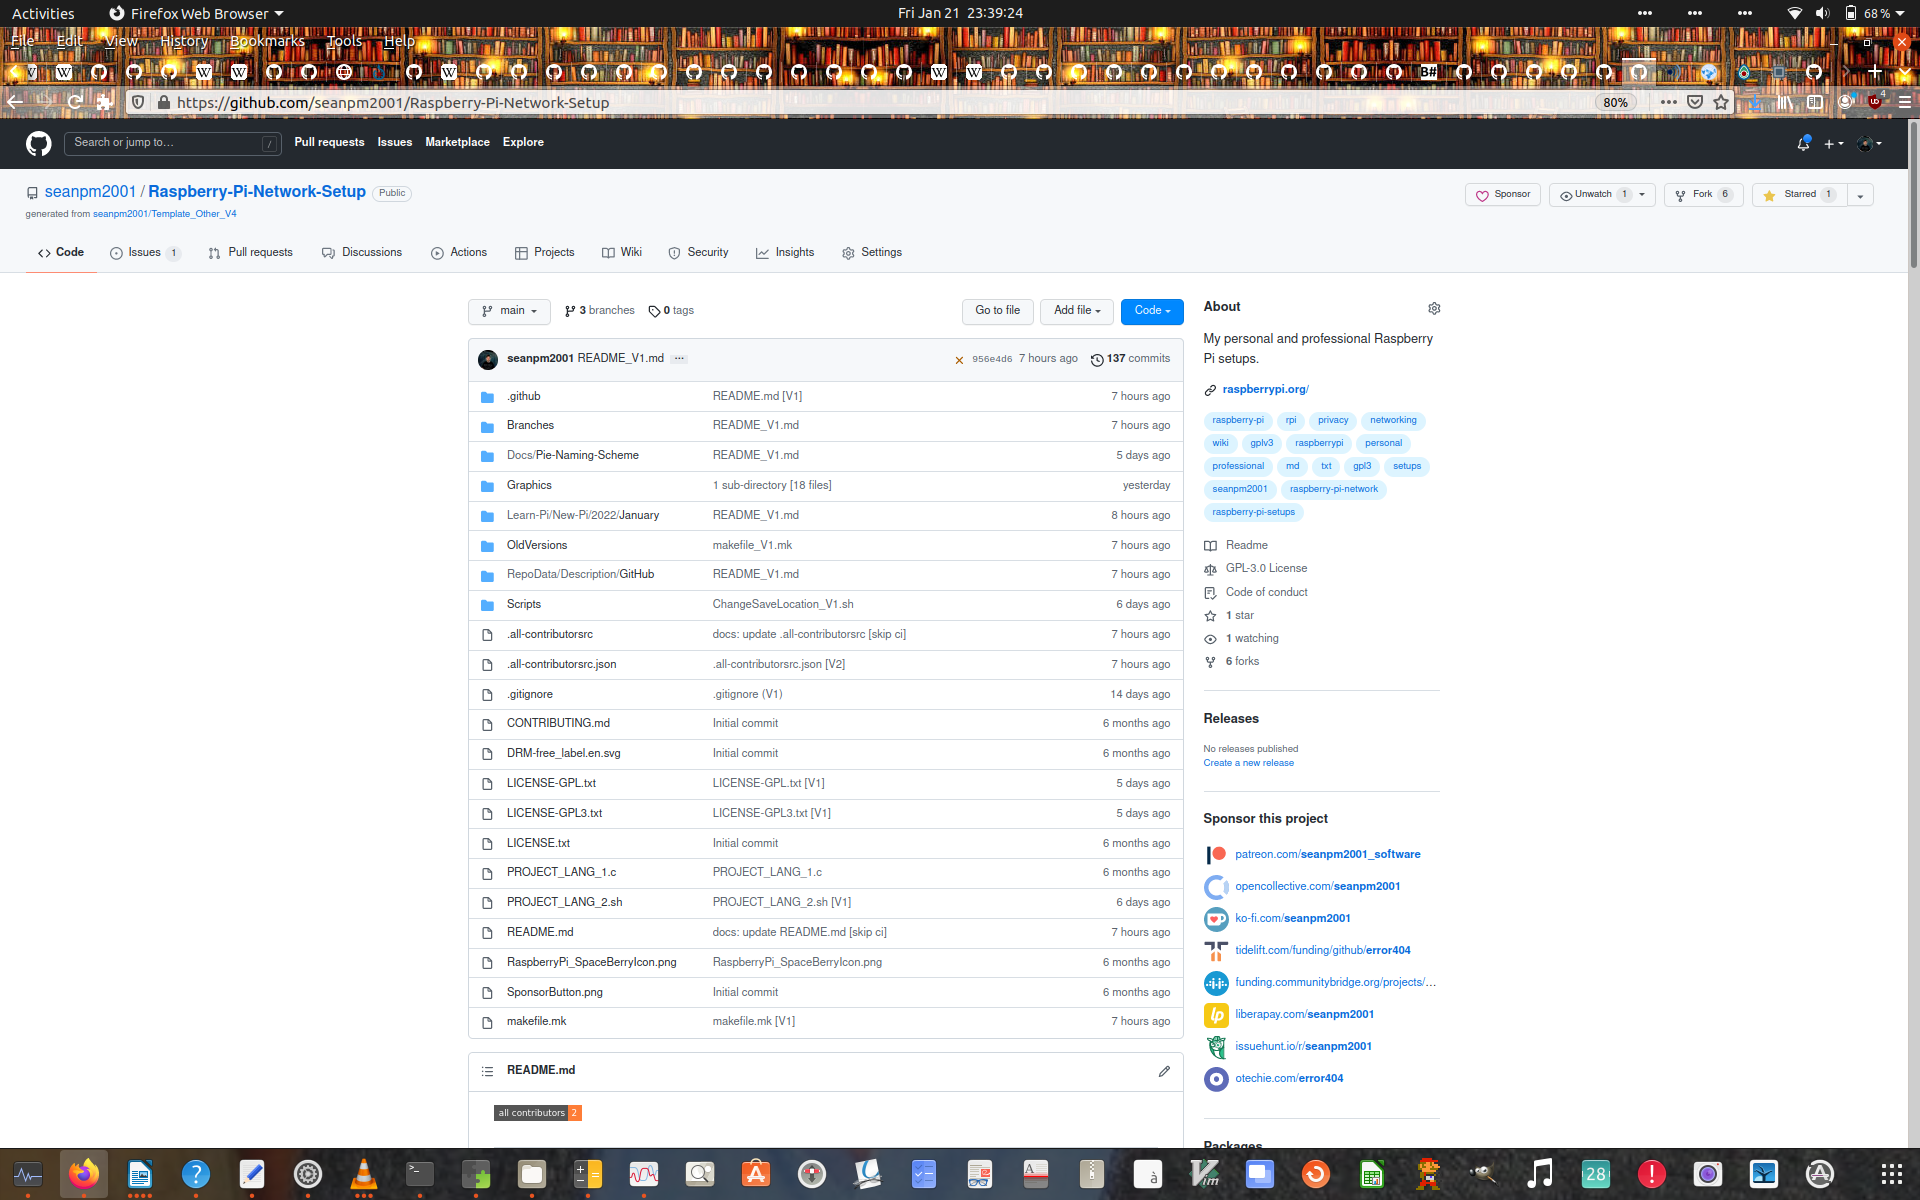 Activities Firefox Web Browser Fri Jan 21 23:39:24 68 %
File Edit View History Bookmarks Tools Help
https://github.com/seanpm2001/Raspberry-Pi-Network-Setup 80%
Search or jump to… / Pull requests Issues Marketplace Explore
seanpm2001 / Raspberry-Pi-Network-Setup Public
Sponsor Unwatch 1 Fork 6 Starred 1
generated from seanpm2001/Template_Other_V4
Code Issues 1 Pull requests Discussions Actions Projects Wiki Security Insights Settings
main 3 branches 0 tags Go to file Add file Code
seanpm2001 README_V1.md ... 956e4d6 7 hours ago 137 commits
.github README.md [V1] 7 hours ago
Branches README_V1.md 7 hours ago
Docs/Pie-Naming-Scheme README_V1.md 5 days ago
Graphics 1 sub-directory [18 files] yesterday
Learn-Pi/New-Pi/2022/January README_V1.md 8 hours ago
OldVersions makefile_V1.mk 7 hours ago
RepoData/Description/GitHub README_V1.md 7 hours ago
Scripts ChangeSaveLocation_V1.sh 6 days ago
.all-contributorsrc docs: update .all-contributorsrc [skip ci] 7 hours ago
.all-contributorsrc.json .all-contributorsrc.json [V2] 7 hours ago
.gitignore .gitignore (V1) 14 days ago
CONTRIBUTING.md Initial commit 6 months ago
DRM-free_label.en.svg Initial commit 6 months ago
LICENSE-GPL.txt LICENSE-GPL.txt [V1] 5 days ago
LICENSE-GPL3.txt LICENSE-GPL3.txt [V1] 5 days ago
LICENSE.txt Initial commit 6 months ago
PROJECT_LANG_1.c PROJECT_LANG_1.c 6 months ago
PROJECT_LANG_2.sh PROJECT_LANG_2.sh [V1] 6 days ago
README.md docs: update README.md [skip ci] 7 hours ago
RaspberryPi_SpaceBerryIcon.png RaspberryPi_SpaceBerryIcon.png 6 months ago
SponsorButton.png Initial commit 6 months ago
makefile.mk makefile.mk [V1] 7 hours ago
README.md
all contributors 2
About
My personal and professional Raspberry
Pi setups.
raspberrypi.org/
raspberry-pi rpi privacy networking
wiki gplv3 raspberrypi personal
professional md txt gpl3 setups
seanpm2001 raspberry-pi-network
raspberry-pi-setups
Readme
GPL-3.0 License
Code of conduct
1 star
1 watching
6 forks
Releases
No releases published
Create a new release
Sponsor this project
patreon.com/seanpm2001_software
opencollective.com/seanpm2001
ko-fi.com/seanpm2001
tidelift.com/funding/github/error404
funding.communitybridge.org/projects/…
liberapay.com/seanpm2001
issuehunt.io/r/seanpm2001
otechie.com/error404
Packages
28